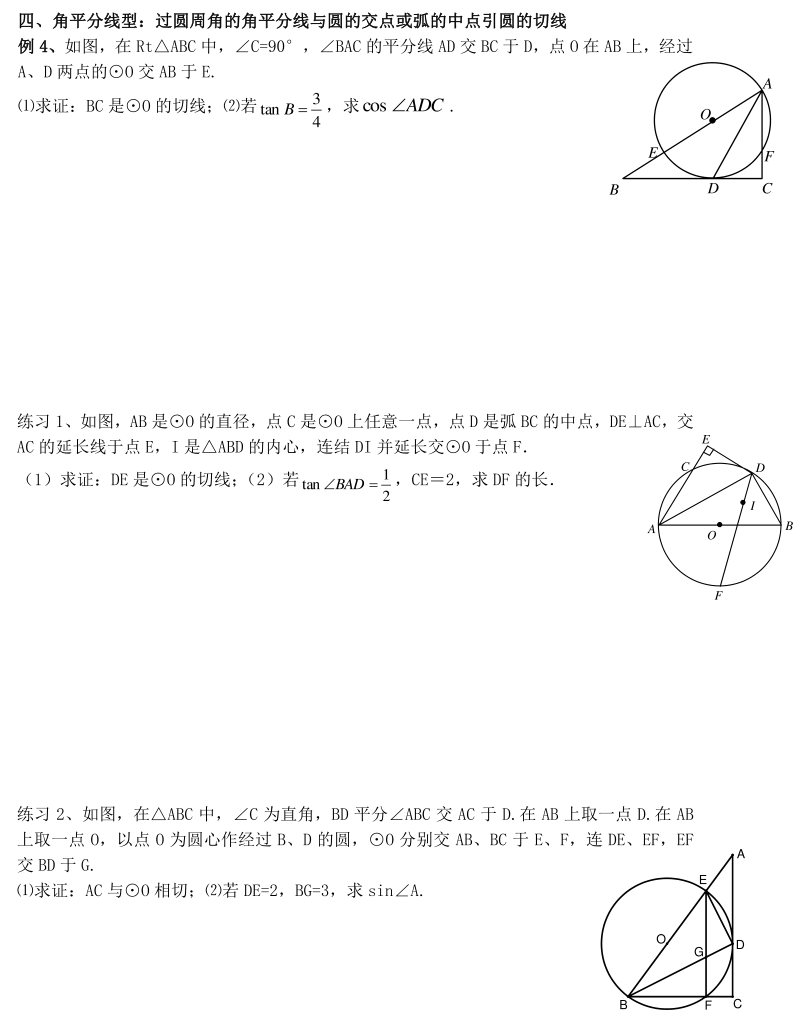 四、角平分线型：过圆周角的角平分线与圆的交点或弧的中点引圆的切线
例 4、如图，在 Rt△ABC 中，∠C=90°，∠BAC 的平分线 AD 交 BC 于 D，点 O 在 AB 上，经过
A、D 两点的⊙O 交 AB 于 E.
⑴求证：BC 是⊙O 的切线；⑵若 tan B = 3/4 ，求 cos ∠ADC .
A
O
E
F
B
D
C
练习 1、如图，AB 是⊙O 的直径，点 C 是⊙O 上任意一点，点 D 是弧 BC 的中点，DE⊥AC，交
AC 的延长线于点 E，I 是△ABD 的内心，连结 DI 并延长交⊙O 于点 F.
（1）求证：DE 是⊙O 的切线；（2）若 tan ∠BAD = 1/2 ，CE＝2，求 DF 的长.
E
C
D
I
A
O
B
F
练习 2、如图，在△ABC 中，∠C 为直角，BD 平分∠ABC 交 AC 于 D.在 AB 上取一点 D.在 AB
上取一点 O，以点 O 为圆心作经过 B、D 的圆，⊙O 分别交 AB、BC 于 E、F，连 DE、EF，EF
交 BD 于 G.
⑴求证：AC 与⊙O 相切；⑵若 DE=2，BG=3，求 sin∠A.
A
E
O
G
D
B
F
C